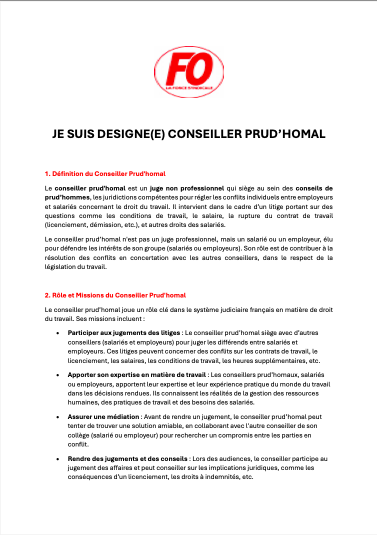 FO
LA FORCE SYNDICALE
JE SUIS DESIGNE(E) CONSEILLER PRUD'HOMAL
1. Définition du Conseiller Prud'homal
Le conseiller prud'homal est un juge non professionnel qui siège au sein des conseils de
prud'hommes, les juridictions compétentes pour régler les conflits individuels entre employeurs
et salariés concernant le droit du travail. Il intervient dans le cadre d'un litige portant sur des
questions comme les conditions de travail, le salaire, la rupture du contrat de travail
(licenciement, démission, etc.), et autres droits des salariés.
Le conseiller prud'homal n'est pas un juge professionnel, mais un salarié ou un employeur, élu
pour défendre les intérêts de son groupe (salariés ou employeurs). Son rôle est de contribuer à la
résolution des conflits en concertation avec les autres conseillers, dans le respect de la
législation du travail.
2. Rôle et Missions du Conseiller Prud'homal
Le conseiller prud'homal joue un rôle clé dans le système judiciaire français en matière de droit
du travail. Ses missions incluent :
• Participer aux jugements des litiges : Le conseiller prud'homal siège avec d'autres
conseillers (salariés et employeurs) pour juger les différends entre salariés et
employeurs. Ces litiges peuvent concerner des conflits sur les contrats de travail, le
licenciement, les salaires, les conditions de travail, les heures supplémentaires, etc.
• Apporter son expertise en matière de travail : Les conseillers prud'homaux, salariés
ou employeurs, apportent leur expertise et leur expérience pratique du monde du travail
dans les décisions rendues. Ils connaissent les réalités de la gestion des ressources
humaines, des pratiques de travail et des besoins des salariés.
• Assurer une médiation : Avant de rendre un jugement, le conseiller prud'homal peut
tenter de trouver une solution amiable, en collaborant avec l'autre conseiller de son
collège (salarié ou employeur) pour rechercher un compromis entre les parties en
conflit.
• Rendre des jugements et des conseils : Lors des audiences, le conseiller participe au
jugement des affaires et peut conseiller sur les implications juridiques, comme les
conséquences d'un licenciement, les droits à indemnités, etc.